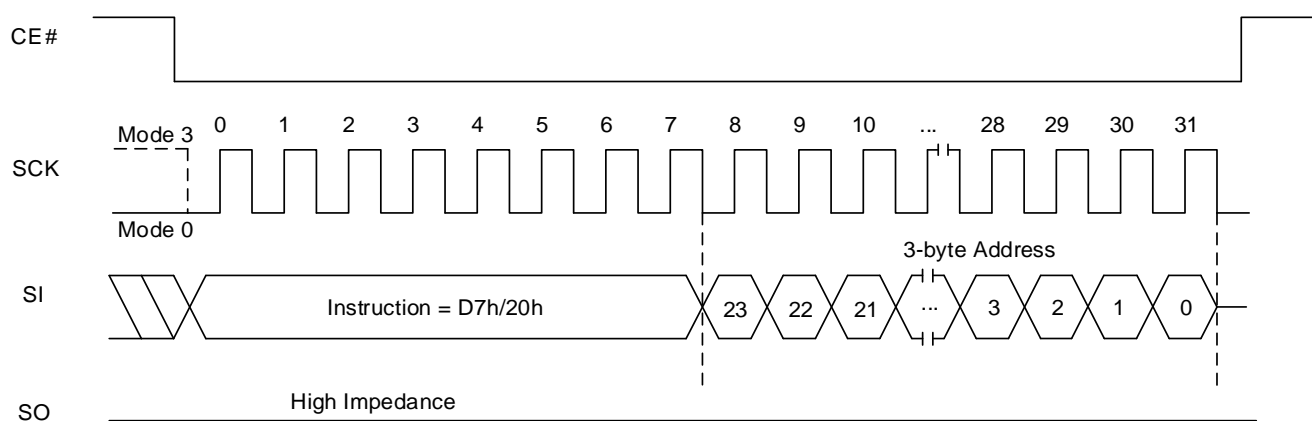 CE#
Mode 3 0 1 2 3 4 5 6 7 8 9 10 ... 28 29 30 31
SCK
Mode 0
3-byte Address
SI Instruction = D7h/20h 23 22 21 ... 3 2 1 0
High Impedance
SO